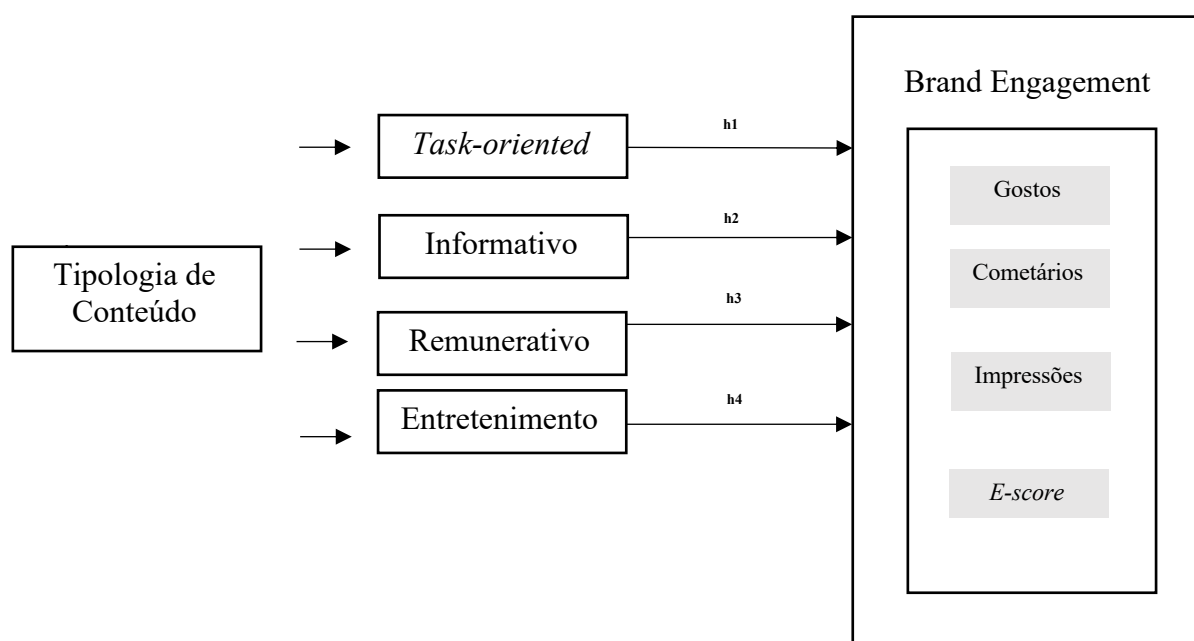 Brand Engagement
h1
Task-oriented
Gostos
h2
Informativo
Cometários
Tipologia de
Conteúdo
h3
Remunerativo
Impressões
h4
Entretenimento
E-score